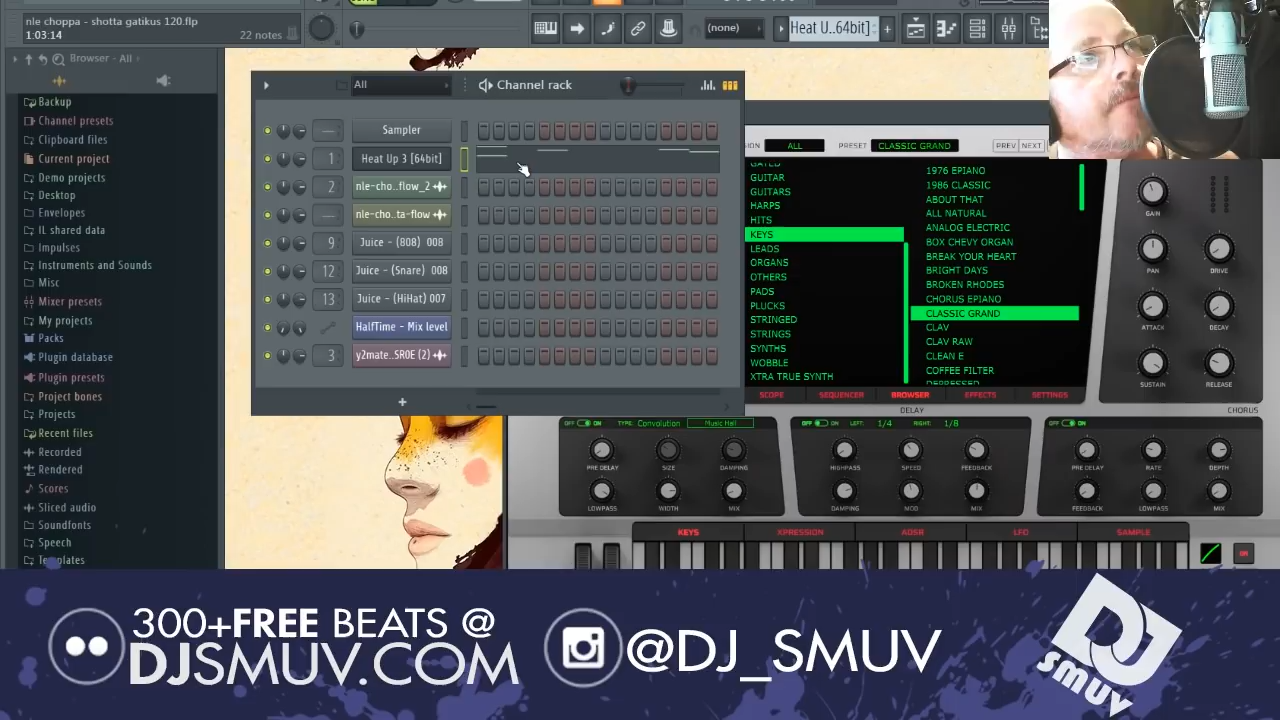 nle choppa - shotta gatikus 120.flp
1:03:14
22 notes
(none)
Heat U..64bit]
Browser - All
Backup
Channel presets
Clipboard files
Current project
Demo projects
Desktop
Envelopes
IL shared data
Impulses
Instruments and Sounds
Misc
Mixer presets
My projects
Packs
Plugin database
Plugin presets
Project bones
Projects
Recent files
Recorded
Rendered
Scores
Sliced audio
Soundfonts
Speech
Templates
All
Channel rack
Sampler
1 Heat Up 3 [64bit]
2 nle-cho..flow_2
nle-cho..ta-flow
9 Juice - (808) 008
12 Juice - (Snare) 008
13 Juice - (HiHat) 007
HalfTime - Mix level
3 y2mate..SR0E (2)
ALL
PRESET
CLASSIC GRAND
PREV NEXT
GUITAR
GUITARS
HARPS
HITS
KEYS
LEADS
ORGANS
OTHERS
PADS
PLUCKS
STRINGED
STRINGS
SYNTHS
WOBBLE
XTRA TRUE SYNTH
1976 EPIANO
1986 CLASSIC
ABOUT THAT
ALL NATURAL
ANALOG ELECTRIC
BOX CHEVY ORGAN
BREAK YOUR HEART
BRIGHT DAYS
BROKEN RHODES
CHORUS EPIANO
CLASSIC GRAND
CLAV
CLAV RAW
CLEAN E
COFFEE FILTER
DEPRESSED
GAIN
PAN DRIVE
ATTACK DECAY
SUSTAIN RELEASE
SCOPE SEQUENCER BROWSER EFFECTS SETTINGS
DELAY
CHORUS
OFF ON TYPE: Convolution Music Hall
PRE DELAY SIZE DAMPING
LOWPASS WIDTH MIX
OFF ON LEFT: 1/4 RIGHT: 1/8
HIGHPASS SPEED FEEDBACK
DAMPING MOD MIX
OFF ON
PRE DELAY RATE DEPTH
FEEDBACK LOWPASS MIX
KEYS XPRESSION ADSR LFO SAMPLE
300+FREE BEATS @
DJSMUV.COM
@DJ_SMUV
DJ
SMUV